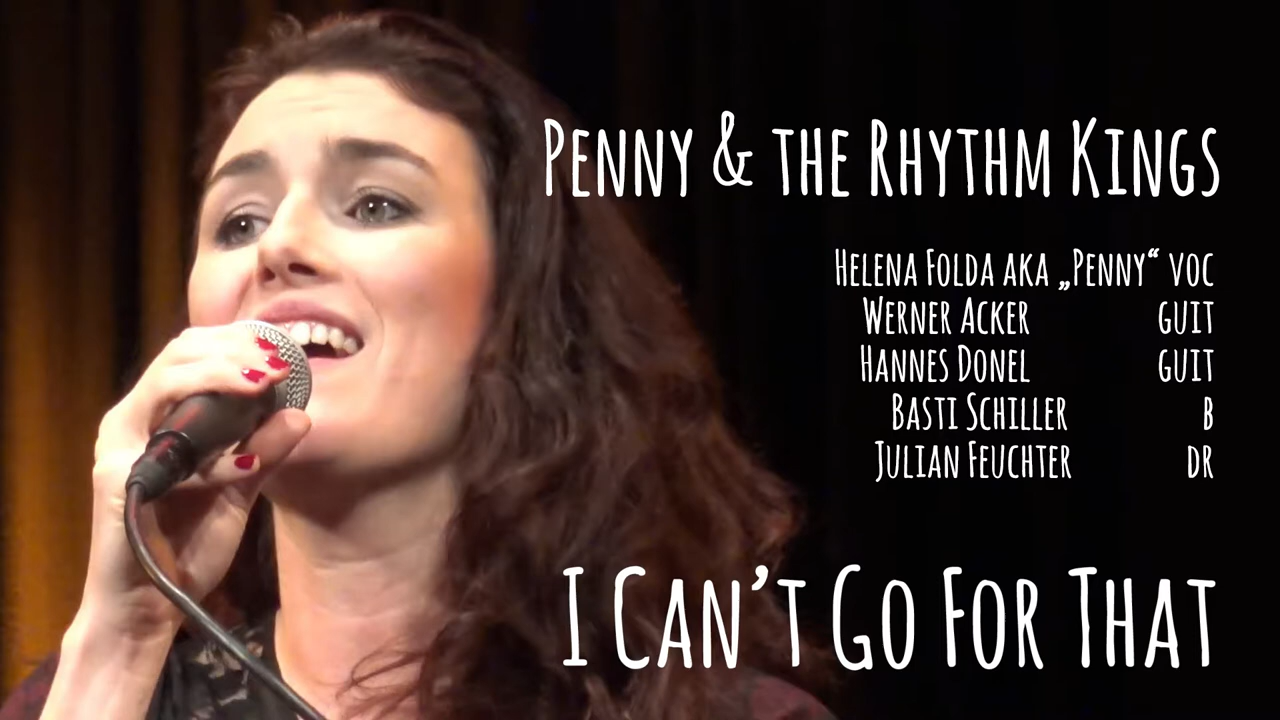 Penny & the Rhythm Kings
Helena Folda aka „Penny“ voc
Werner Acker guit
Hannes Donel guit
Basti Schiller b
Julian Feuchter dr
I Can’t Go For That